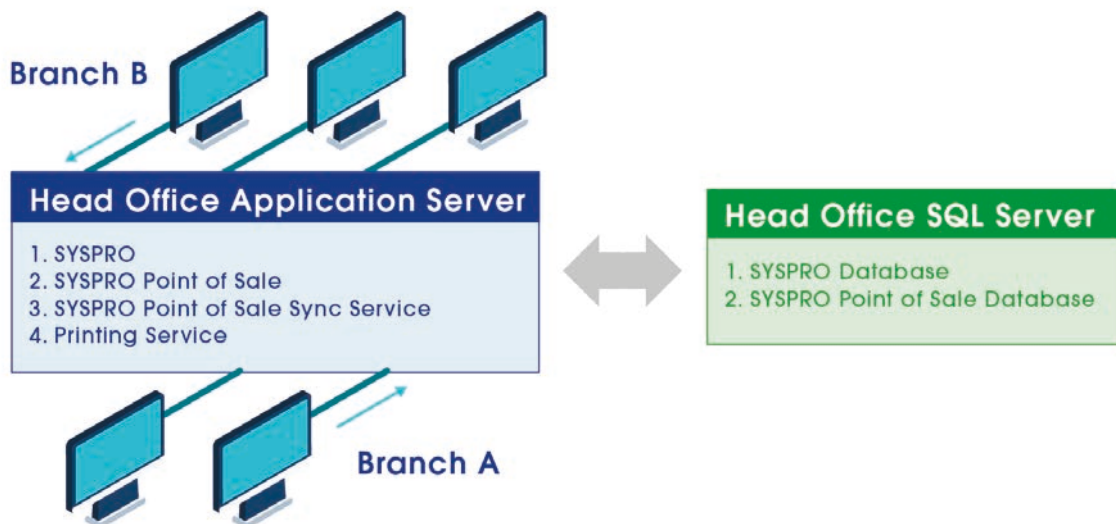 Branch B
Head Office Application Server
1. SYSPRO
2. SYSPRO Point of Sale
3. SYSPRO Point of Sale Sync Service
4. Printing Service
Head Office SQL Server
1. SYSPRO Database
2. SYSPRO Point of Sale Database
Branch A